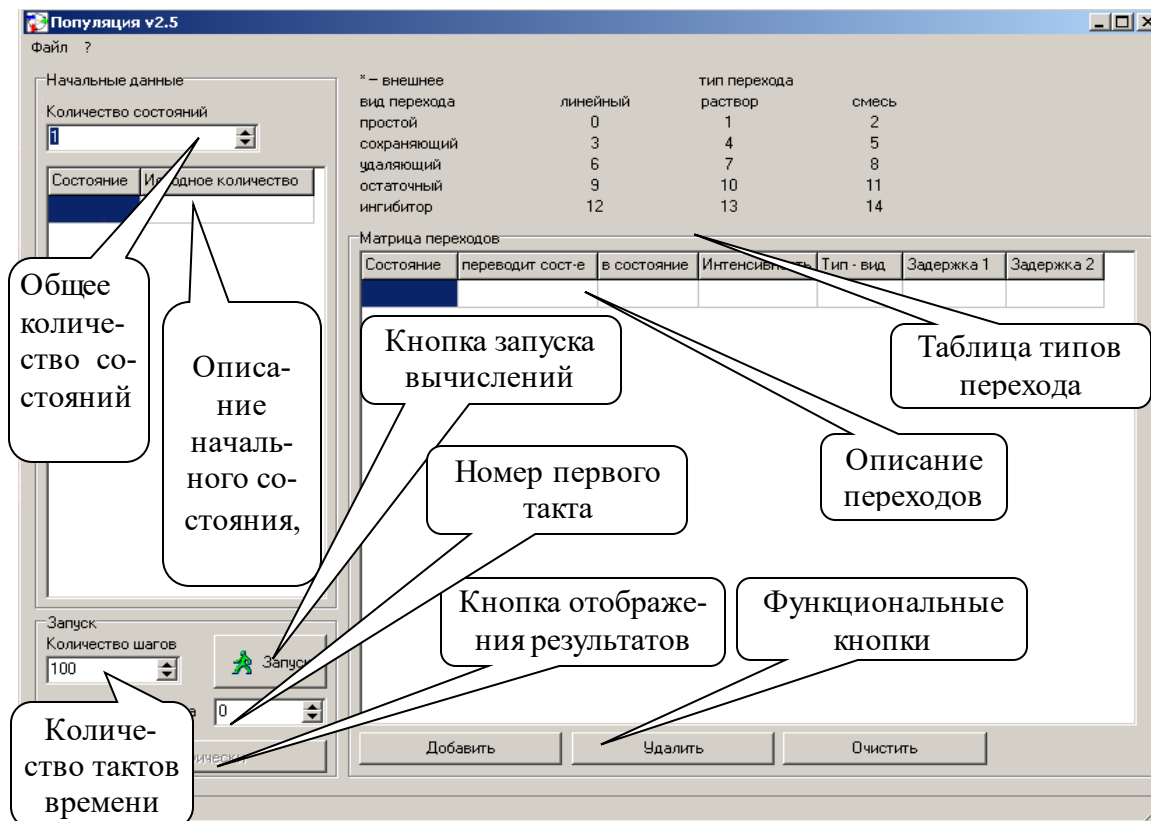 Популяция v2.5
Файл ?
Начальные данные
Количество состояний
1
Состояние Исходное количество
* – внешнее тип перехода
вид перехода линейный раствор смесь
простой 0 1 2
сохраняющий 3 4 5
удаляющий 6 7 8
остаточный 9 10 11
ингибитор 12 13 14
Матрица переходов
Состояние переводит сост-е в состояние Интенсивность Тип - вид Задержка 1 Задержка 2
Общее
количе-
ство со-
стояний
Описа-
ние
началь-
ного со-
стояния,
Кнопка запуска
вычислений
Таблица типов
перехода
Описание
переходов
Номер первого
такта
Кнопка отображе-
ния результатов
Функциональные
кнопки
Запуск
Количество шагов
100
Запуск
0
Количе-
ство тактов
времени
Добавить Удалить Очистить